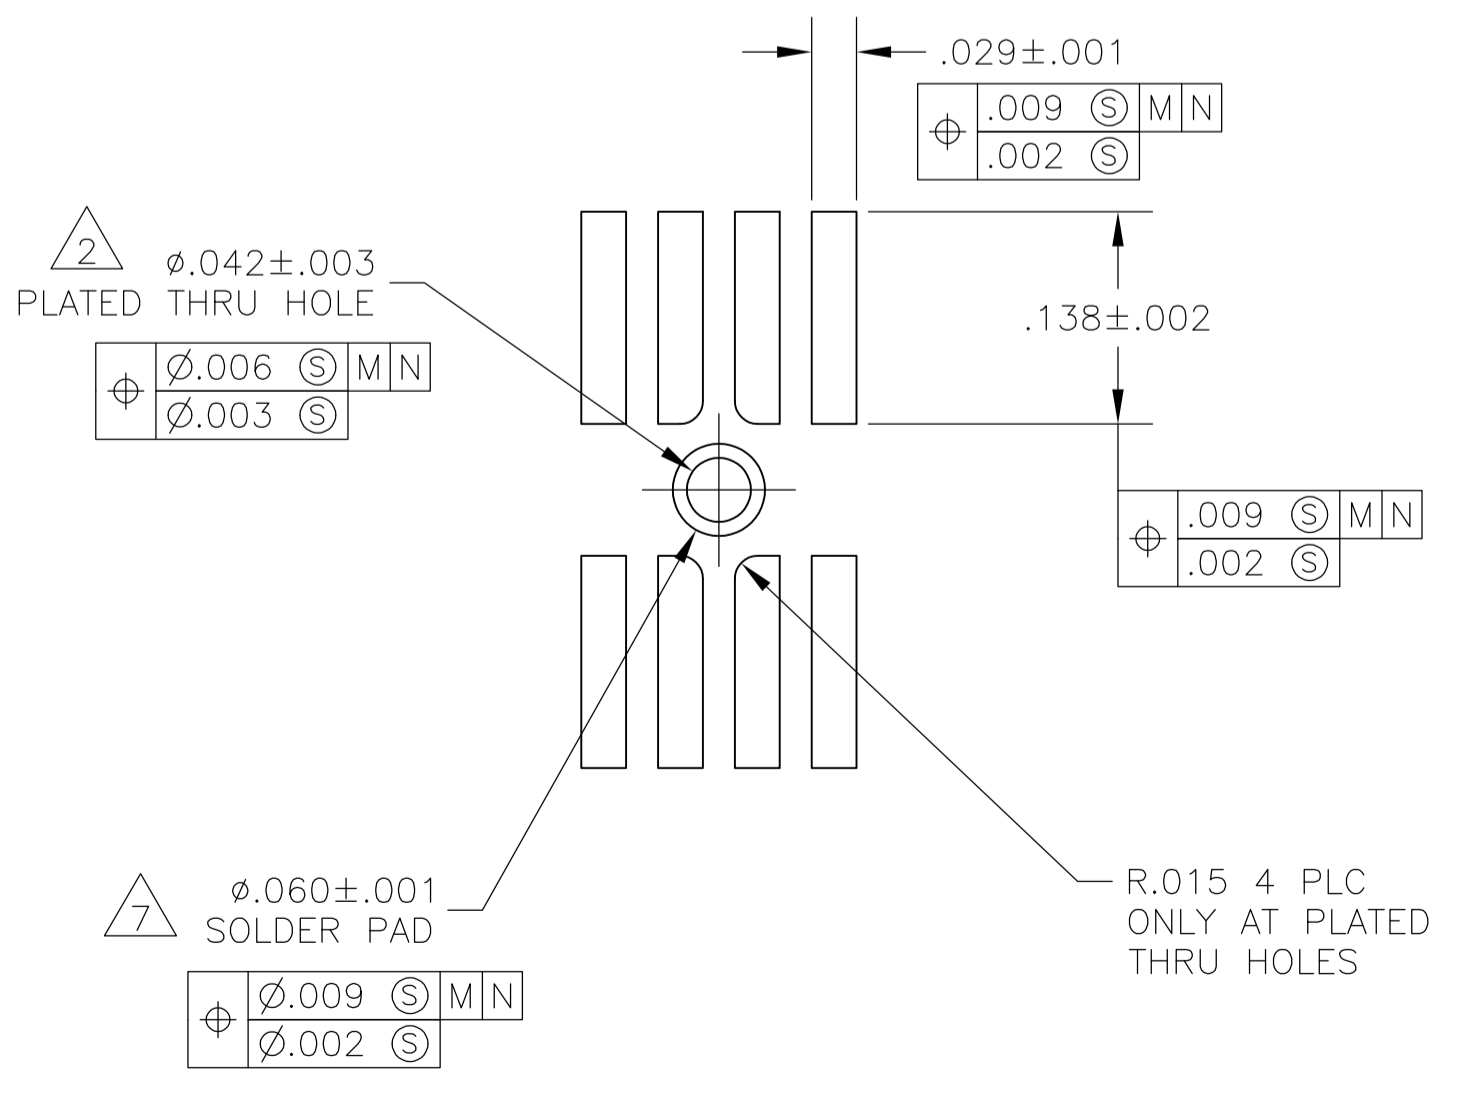 .029±.001
⌖ .009 Ⓢ M N
.002 Ⓢ
2 ⌀.042±.003
PLATED THRU HOLE
⌖ ⌀.006 Ⓢ M N
⌀.003 Ⓢ
.138±.002
⌖ .009 Ⓢ M N
.002 Ⓢ
7 ⌀.060±.001
SOLDER PAD
⌖ ⌀.009 Ⓢ M N
⌀.002 Ⓢ
R.015 4 PLC
ONLY AT PLATED
THRU HOLES